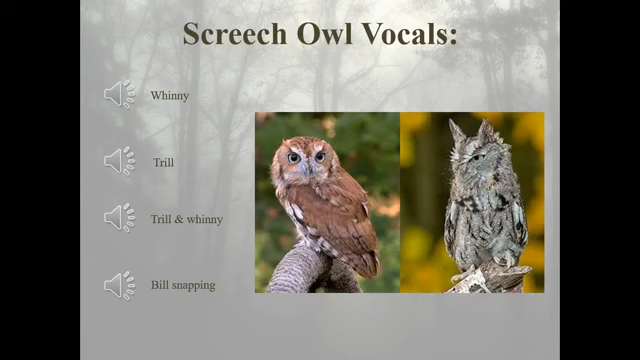 Screech Owl Vocals:
Whinny
Trill
Trill & whinny
Bill snapping